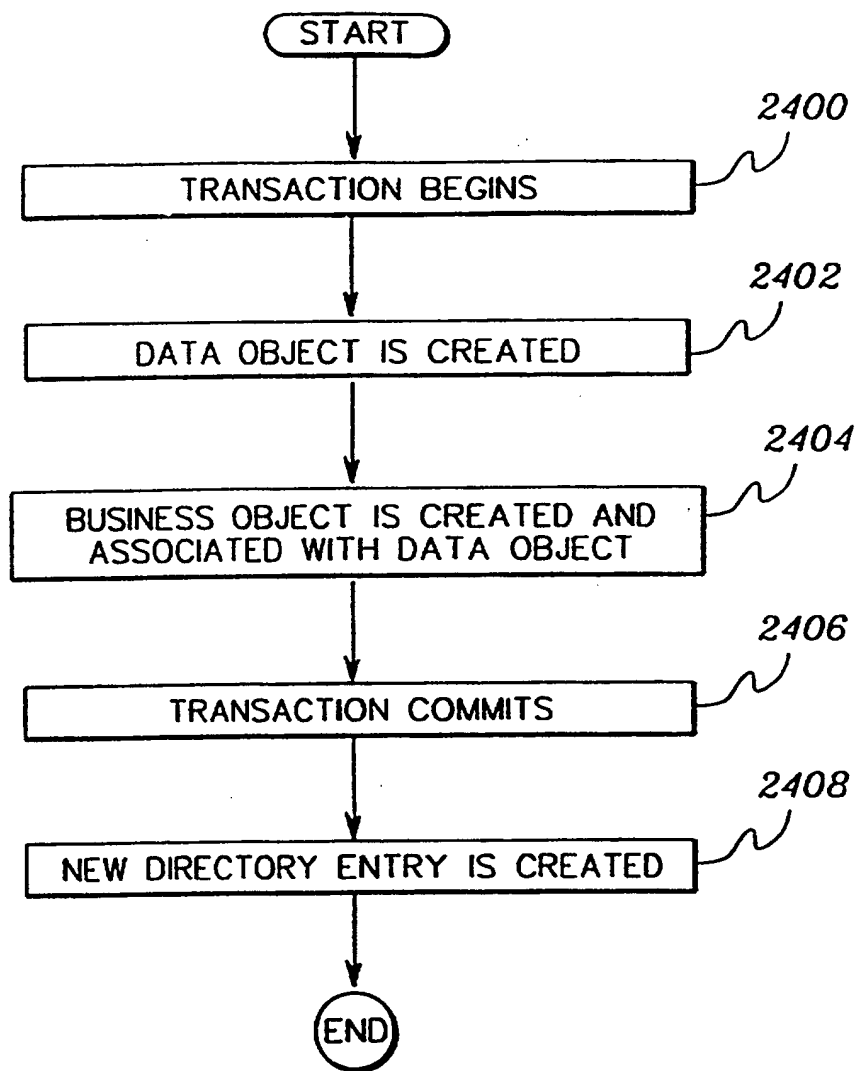 START
2400
TRANSACTION BEGINS
2402
DATA OBJECT IS CREATED
2404
BUSINESS OBJECT IS CREATED AND
ASSOCIATED WITH DATA OBJECT
2406
TRANSACTION COMMITS
2408
NEW DIRECTORY ENTRY IS CREATED
END